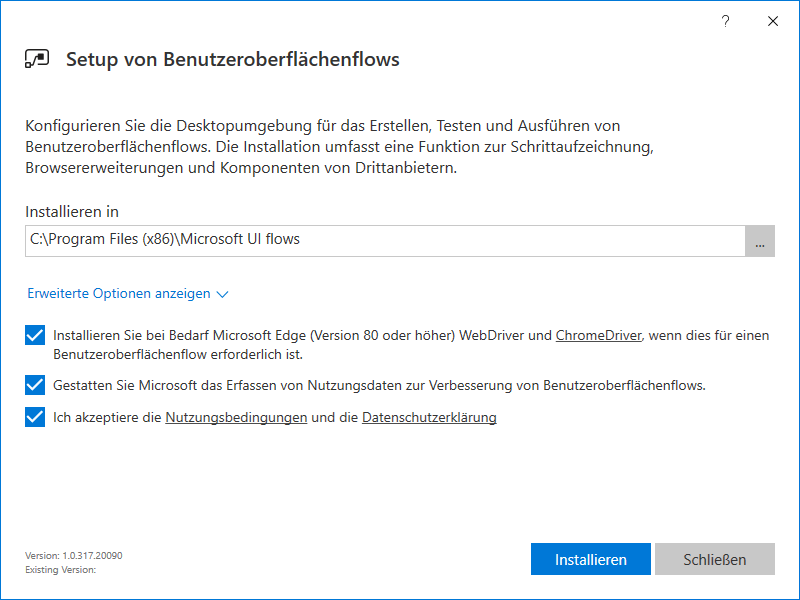 ?
Setup von Benutzeroberflächenflows
Konfigurieren Sie die Desktopumgebung für das Erstellen, Testen und Ausführen von
Benutzeroberflächenflows. Die Installation umfasst eine Funktion zur Schrittaufzeichnung,
Browsererweiterungen und Komponenten von Drittanbietern.
Installieren in
C:\Program Files (x86)\Microsoft UI flows
...
Erweiterte Optionen anzeigen
Installieren Sie bei Bedarf Microsoft Edge (Version 80 oder höher) WebDriver und ChromeDriver, wenn dies für einen
Benutzeroberflächenflow erforderlich ist.
Gestatten Sie Microsoft das Erfassen von Nutzungsdaten zur Verbesserung von Benutzeroberflächenflows.
Ich akzeptiere die Nutzungsbedingungen und die Datenschutzerklärung
Version: 1.0.317.20090
Existing Version:
Installieren
Schließen